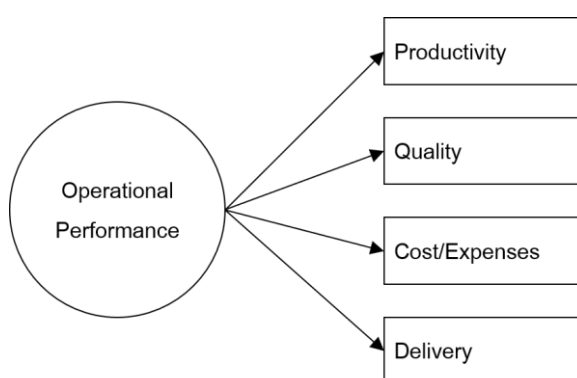 Operational
Performance
Productivity
Quality
Cost/Expenses
Delivery